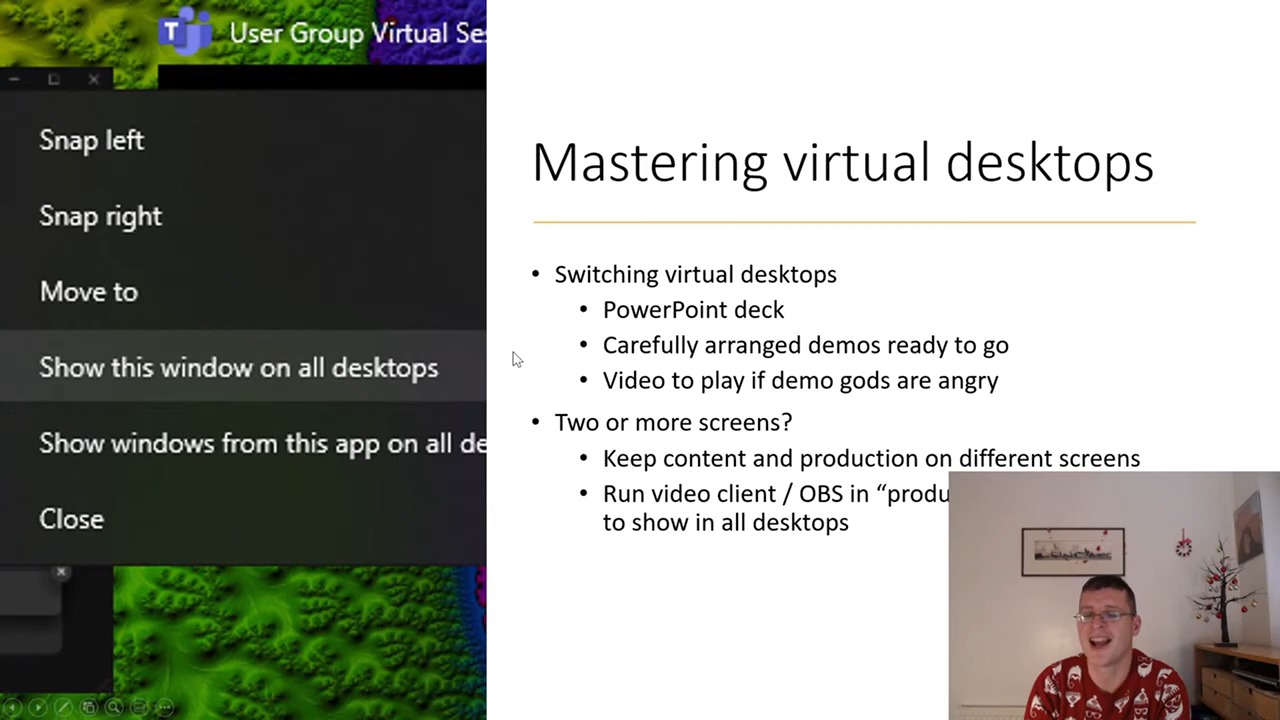 User Group Virtual Se
Snap left
Snap right
Move to
Show this window on all desktops
Show windows from this app on all de
Close
Mastering virtual desktops
• Switching virtual desktops
• PowerPoint deck
• Carefully arranged demos ready to go
• Video to play if demo gods are angry
• Two or more screens?
• Keep content and production on different screens
• Run video client / OBS in “produ
to show in all desktops